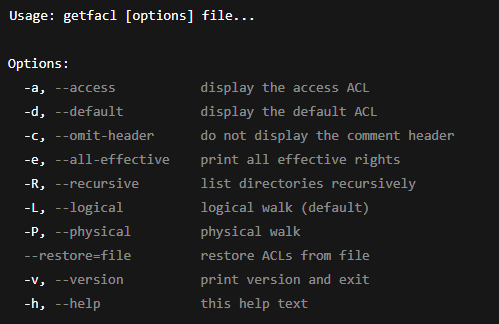 Usage: getfacl [options] file...
Options:
-a, --access display the access ACL
-d, --default display the default ACL
-c, --omit-header do not display the comment header
-e, --all-effective print all effective rights
-R, --recursive list directories recursively
-L, --logical logical walk (default)
-P, --physical physical walk
--restore=file restore ACLs from file
-v, --version print version and exit
-h, --help this help text